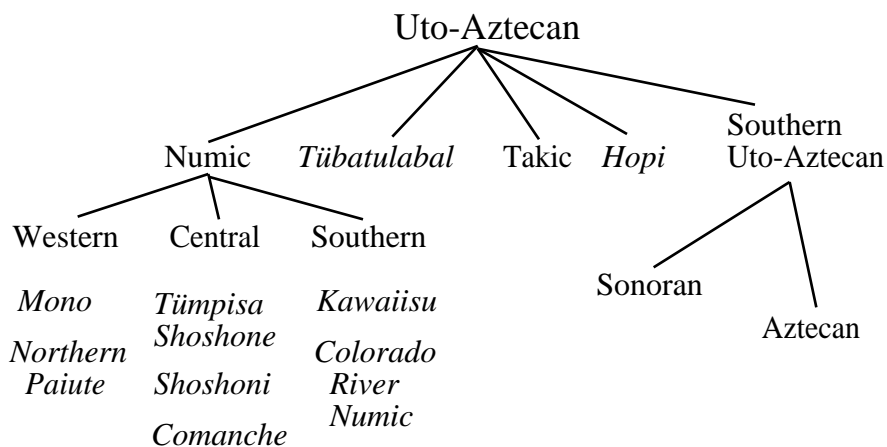 Uto-Aztecan
Numic
Tübatulabal
Takic
Hopi
Southern
Uto-Aztecan
Western
Central
Southern
Mono
Northern
Paiute
Tümpisa
Shoshone
Shoshoni
Comanche
Kawaiisu
Colorado
River
Numic
Sonoran
Aztecan